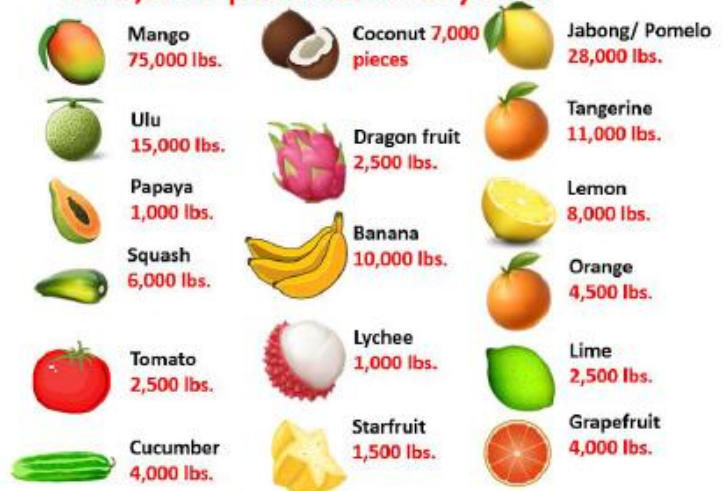 Mango
75,000 lbs.
Ulu
15,000 lbs.
Papaya
1,000 lbs.
Squash
6,000 lbs.
Tomato
2,500 lbs.
Cucumber
4,000 lbs.
Coconut 7,000
pieces
Dragon fruit
2,500 lbs.
Banana
10,000 lbs.
Lychee
1,000 lbs.
Starfruit
1,500 lbs.
Jabong/ Pomelo
28,000 lbs.
Tangerine
11,000 lbs.
Lemon
8,000 lbs.
Orange
4,500 lbs.
Lime
2,500 lbs.
Grapefruit
4,000 lbs.